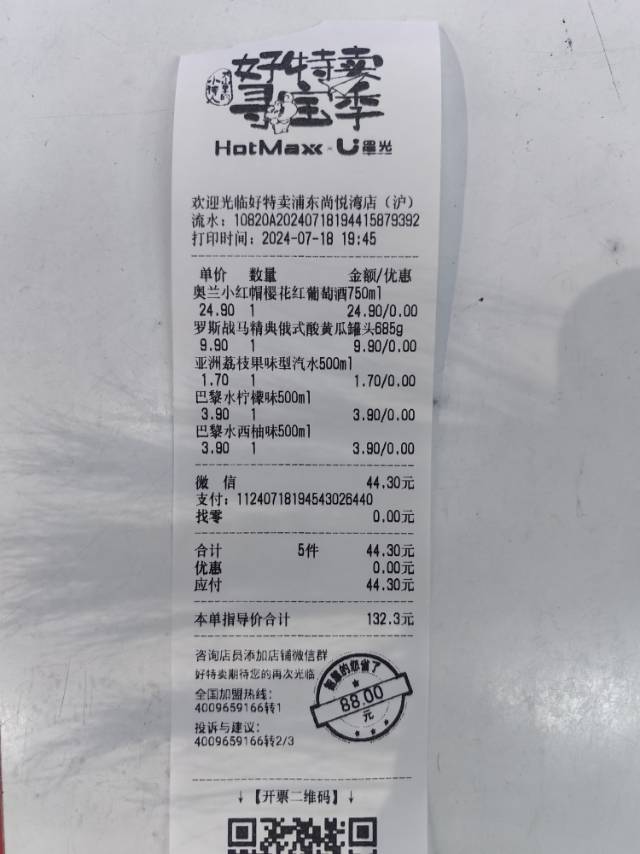 好特卖
寻宝季
HotMaxx × U 星光
欢迎光临好特卖浦东尚悦湾店（沪）
流水：10820A20240718194415879392
打印时间：2024-07-18 19:45
单价 数量 金额/优惠
奥兰小红帽樱花红葡萄酒750ml
24.90 1 24.90/0.00
罗斯战马精典俄式酸黄瓜罐头685g
9.90 1 9.90/0.00
亚洲荔枝果味型汽水500ml
1.70 1 1.70/0.00
巴黎水柠檬味500ml
3.90 1 3.90/0.00
巴黎水西柚味500ml
3.90 1 3.90/0.00
微 信 44.30元
支付：11240718194543026440
找零 0.00元
合计 5件 44.30元
优惠 0.00元
应付 44.30元
本单指导价合计 132.3元
咨询店员添加店铺微信群
好特卖期待您的再次光临
全国加盟热线：
4009659166转1
投诉与建议：
4009659166转2/3
的您省了
88.00
元
↓【开票二维码】↓